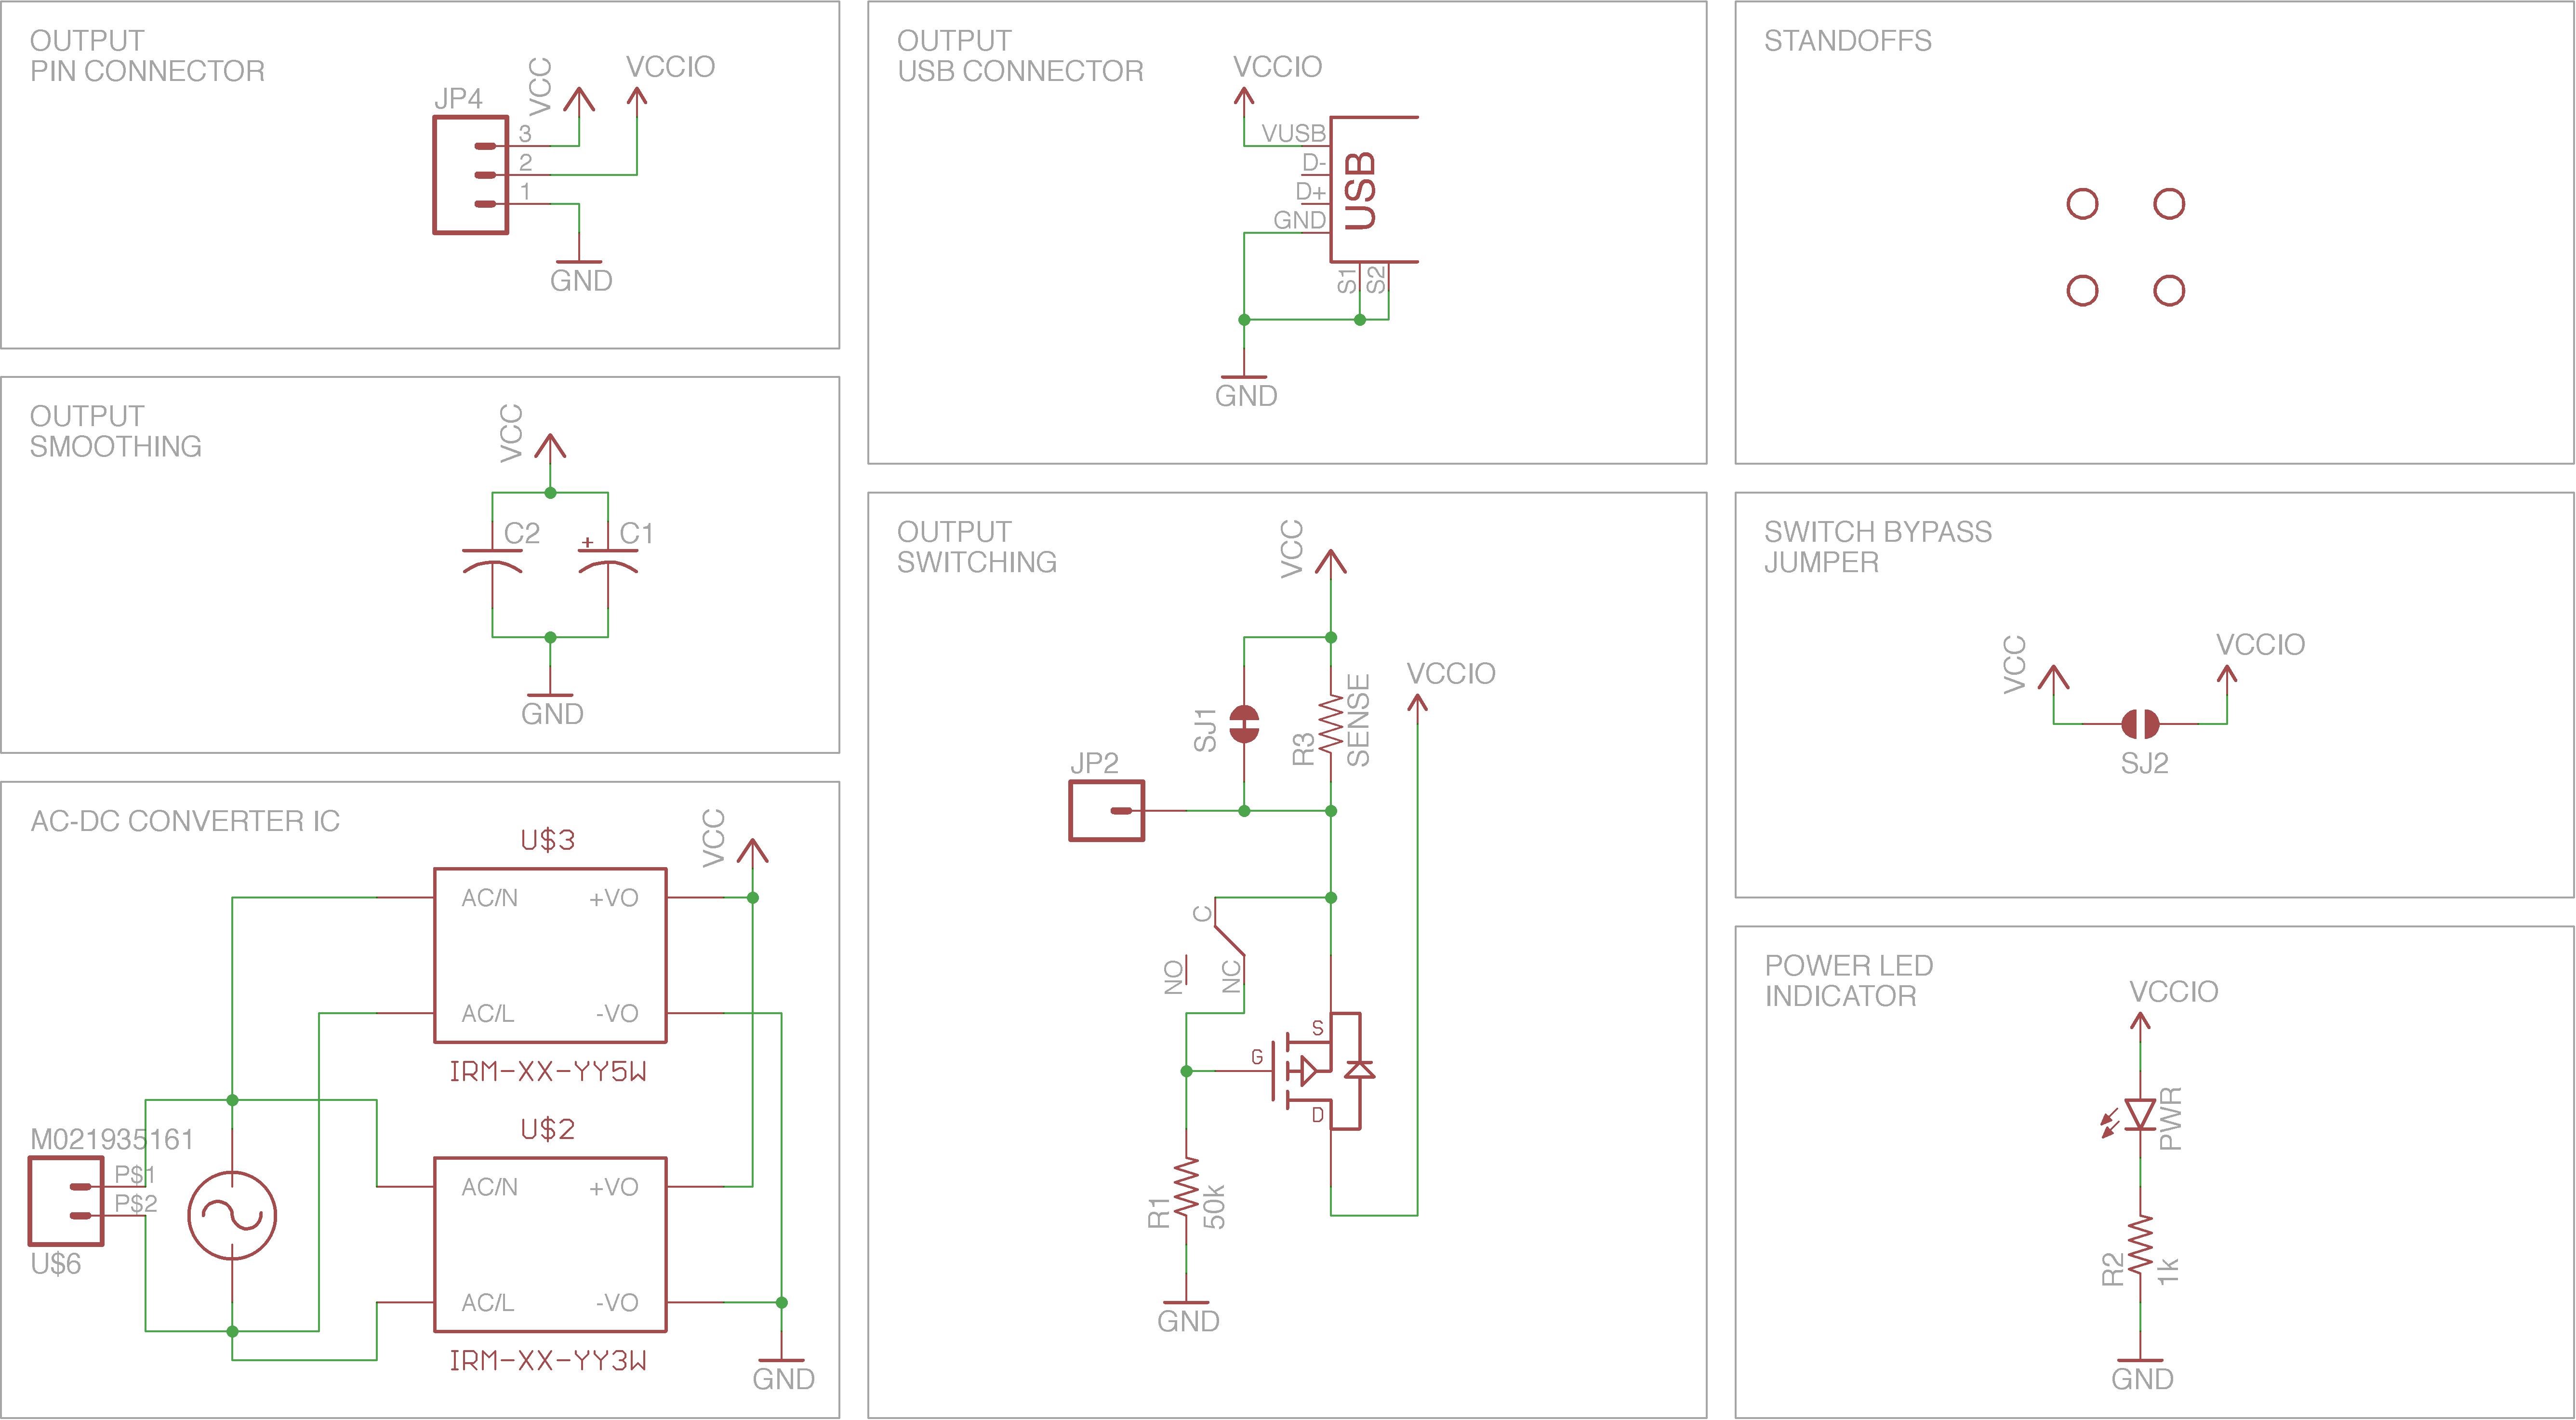 OUTPUT
PIN CONNECTOR
JP4
VCC
VCCIO
3
2
1
GND
OUTPUT
USB CONNECTOR
VCCIO
VUSB
D-
D+
GND
USB
S1
S2
GND
STANDOFFS
OUTPUT
SMOOTHING
VCC
C2
+
C1
GND
OUTPUT
SWITCHING
VCC
VCCIO
SJ1
R3
SENSE
JP2
C
NO
NC
S
G
D
R1
50k
GND
SWITCH BYPASS
JUMPER
VCC
VCCIO
SJ2
AC-DC CONVERTER IC
VCC
U$3
AC/N
+VO
AC/L
-VO
IRM-XX-YY5W
U$2
M021935161
P$1
P$2
U$6
AC/N
+VO
AC/L
-VO
IRM-XX-YY3W
GND
POWER LED
INDICATOR
VCCIO
PWR
R2
1k
GND